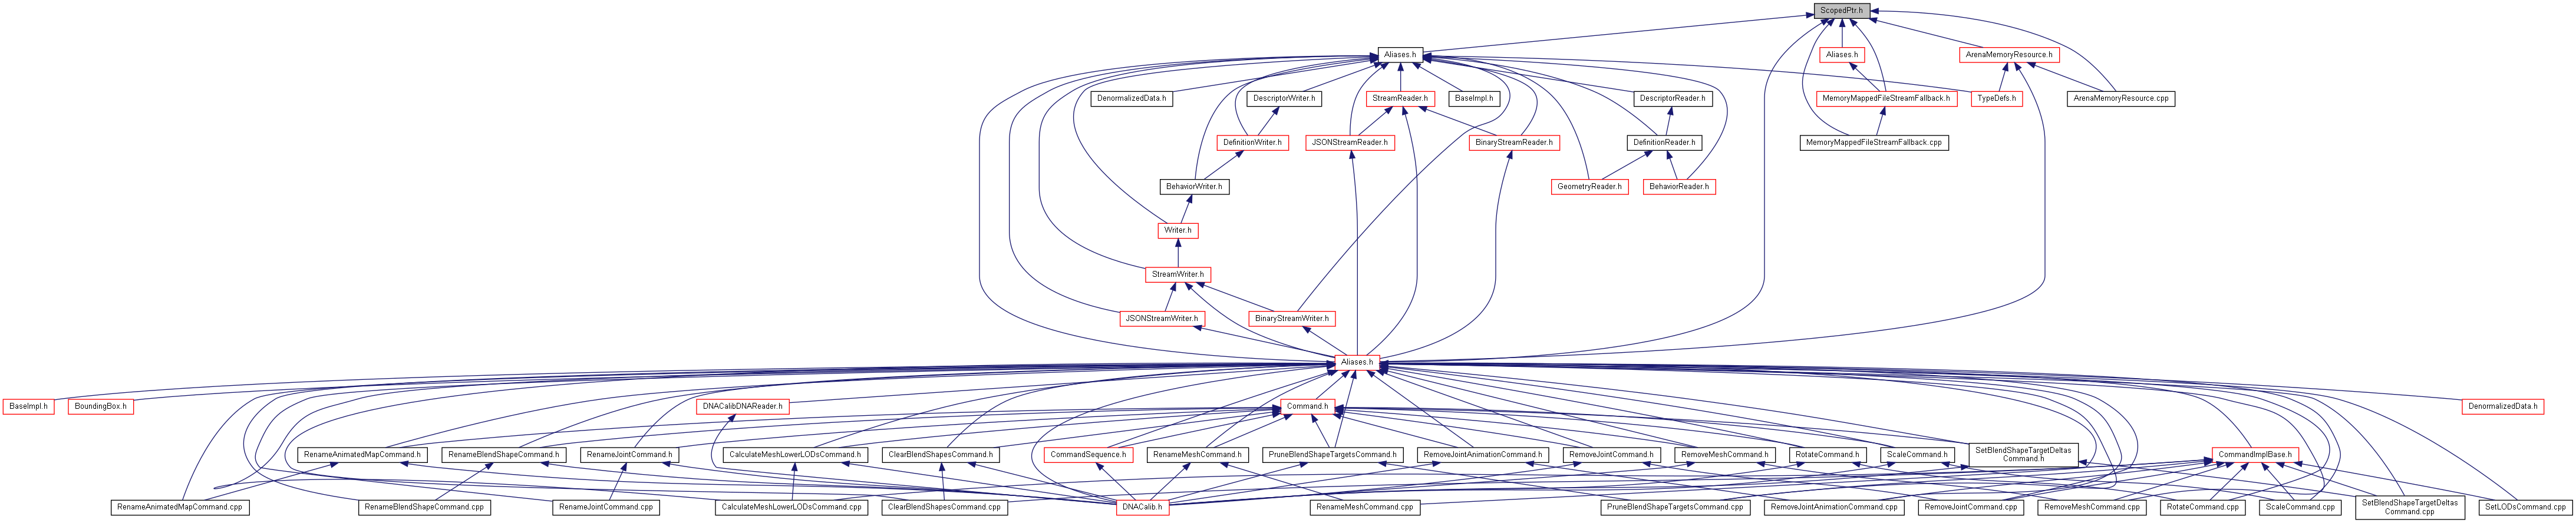 ScopedPtr.h
Aliases.h
Aliases.h
ArenaMemoryResource.h
DenormalizedData.h
DescriptorWriter.h
StreamReader.h
BaseImpl.h
DescriptorReader.h
MemoryMappedFileStreamFallback.h
TypeDefs.h
ArenaMemoryResource.cpp
DefinitionWriter.h
JSONStreamReader.h
BinaryStreamReader.h
DefinitionReader.h
MemoryMappedFileStreamFallback.cpp
BehaviorWriter.h
GeometryReader.h
BehaviorReader.h
Writer.h
StreamWriter.h
JSONStreamWriter.h
BinaryStreamWriter.h
Aliases.h
BaseImpl.h
BoundingBox.h
DNACalibDNAReader.h
Command.h
DenormalizedData.h
RenameAnimatedMapCommand.h
RenameBlendShapeCommand.h
RenameJointCommand.h
CalculateMeshLowerLODsCommand.h
ClearBlendShapesCommand.h
CommandSequence.h
RenameMeshCommand.h
PruneBlendShapeTargetsCommand.h
RemoveJointAnimationCommand.h
RemoveJointCommand.h
RemoveMeshCommand.h
RotateCommand.h
ScaleCommand.h
SetBlendShapeTargetDeltas
Command.h
CommandImplBase.h
RenameAnimatedMapCommand.cpp
RenameBlendShapeCommand.cpp
RenameJointCommand.cpp
CalculateMeshLowerLODsCommand.cpp
ClearBlendShapesCommand.cpp
DNACalib.h
RenameMeshCommand.cpp
PruneBlendShapeTargetsCommand.cpp
RemoveJointAnimationCommand.cpp
RemoveJointCommand.cpp
RemoveMeshCommand.cpp
RotateCommand.cpp
ScaleCommand.cpp
SetBlendShapeTargetDeltas
Command.cpp
SetLODsCommand.cpp